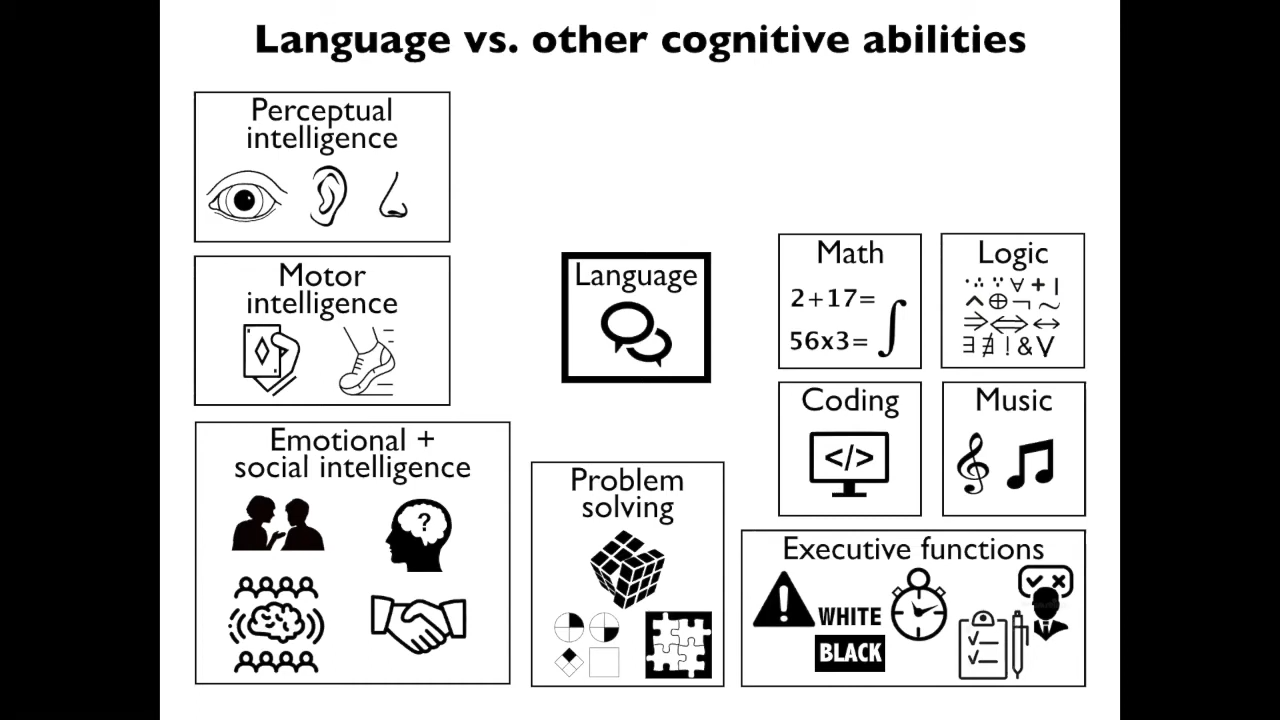 Language vs. other cognitive abilities
Perceptual
intelligence
Motor
intelligence
Emotional +
social intelligence
?
Language
Problem
solving
Math
2+17=
56x3=
∫
Logic
·∴ ∵ ∀ + |
^ ⊕ ¬ ~
⇒ ⇔ ↔
∃ ∄ ! & V
Coding
</>
Music
Executive functions
WHITE
BLACK